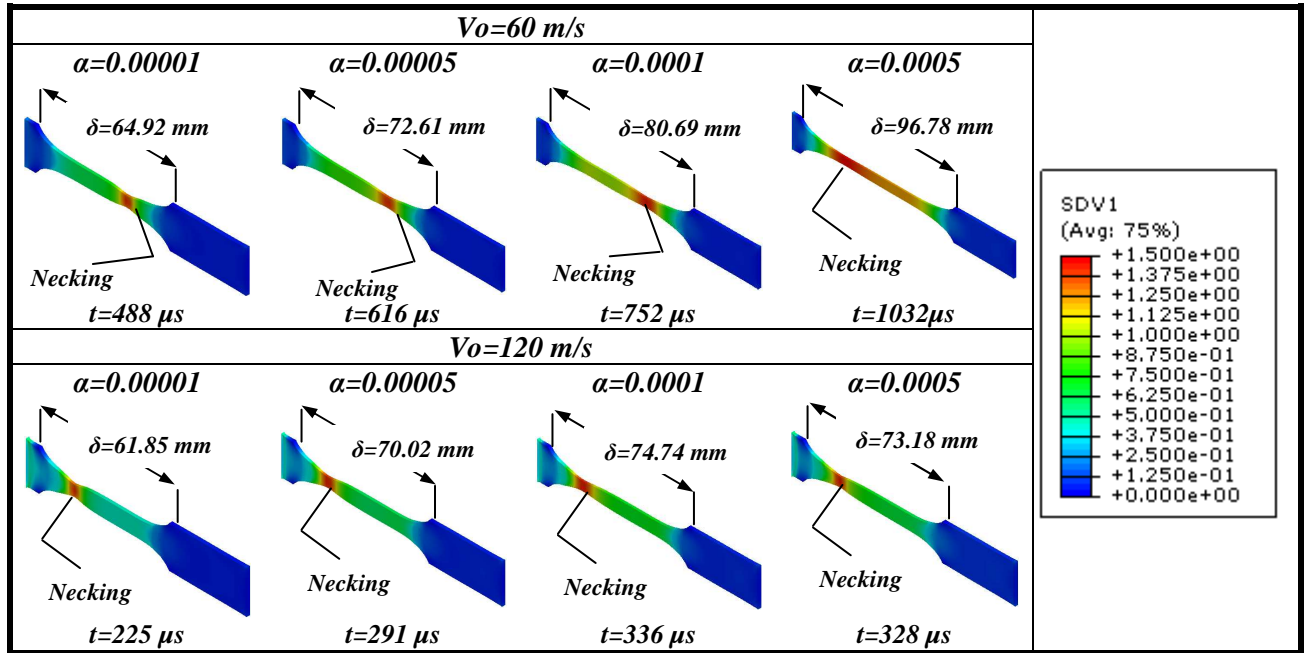 Vo=60 m/s
α=0.00001 α=0.00005 α=0.0001 α=0.0005
δ=64.92 mm δ=72.61 mm δ=80.69 mm δ=96.78 mm
Necking Necking Necking Necking
t=488 μs t=616 μs t=752 μs t=1032μs
Vo=120 m/s
α=0.00001 α=0.00005 α=0.0001 α=0.0005
δ=61.85 mm δ=70.02 mm δ=74.74 mm δ=73.18 mm
Necking Necking Necking Necking
t=225 μs t=291 μs t=336 μs t=328 μs
SDV1
(Avg: 75%)
+1.500e+00
+1.375e+00
+1.250e+00
+1.125e+00
+1.000e+00
+8.750e-01
+7.500e-01
+6.250e-01
+5.000e-01
+3.750e-01
+2.500e-01
+1.250e-01
+0.000e+00